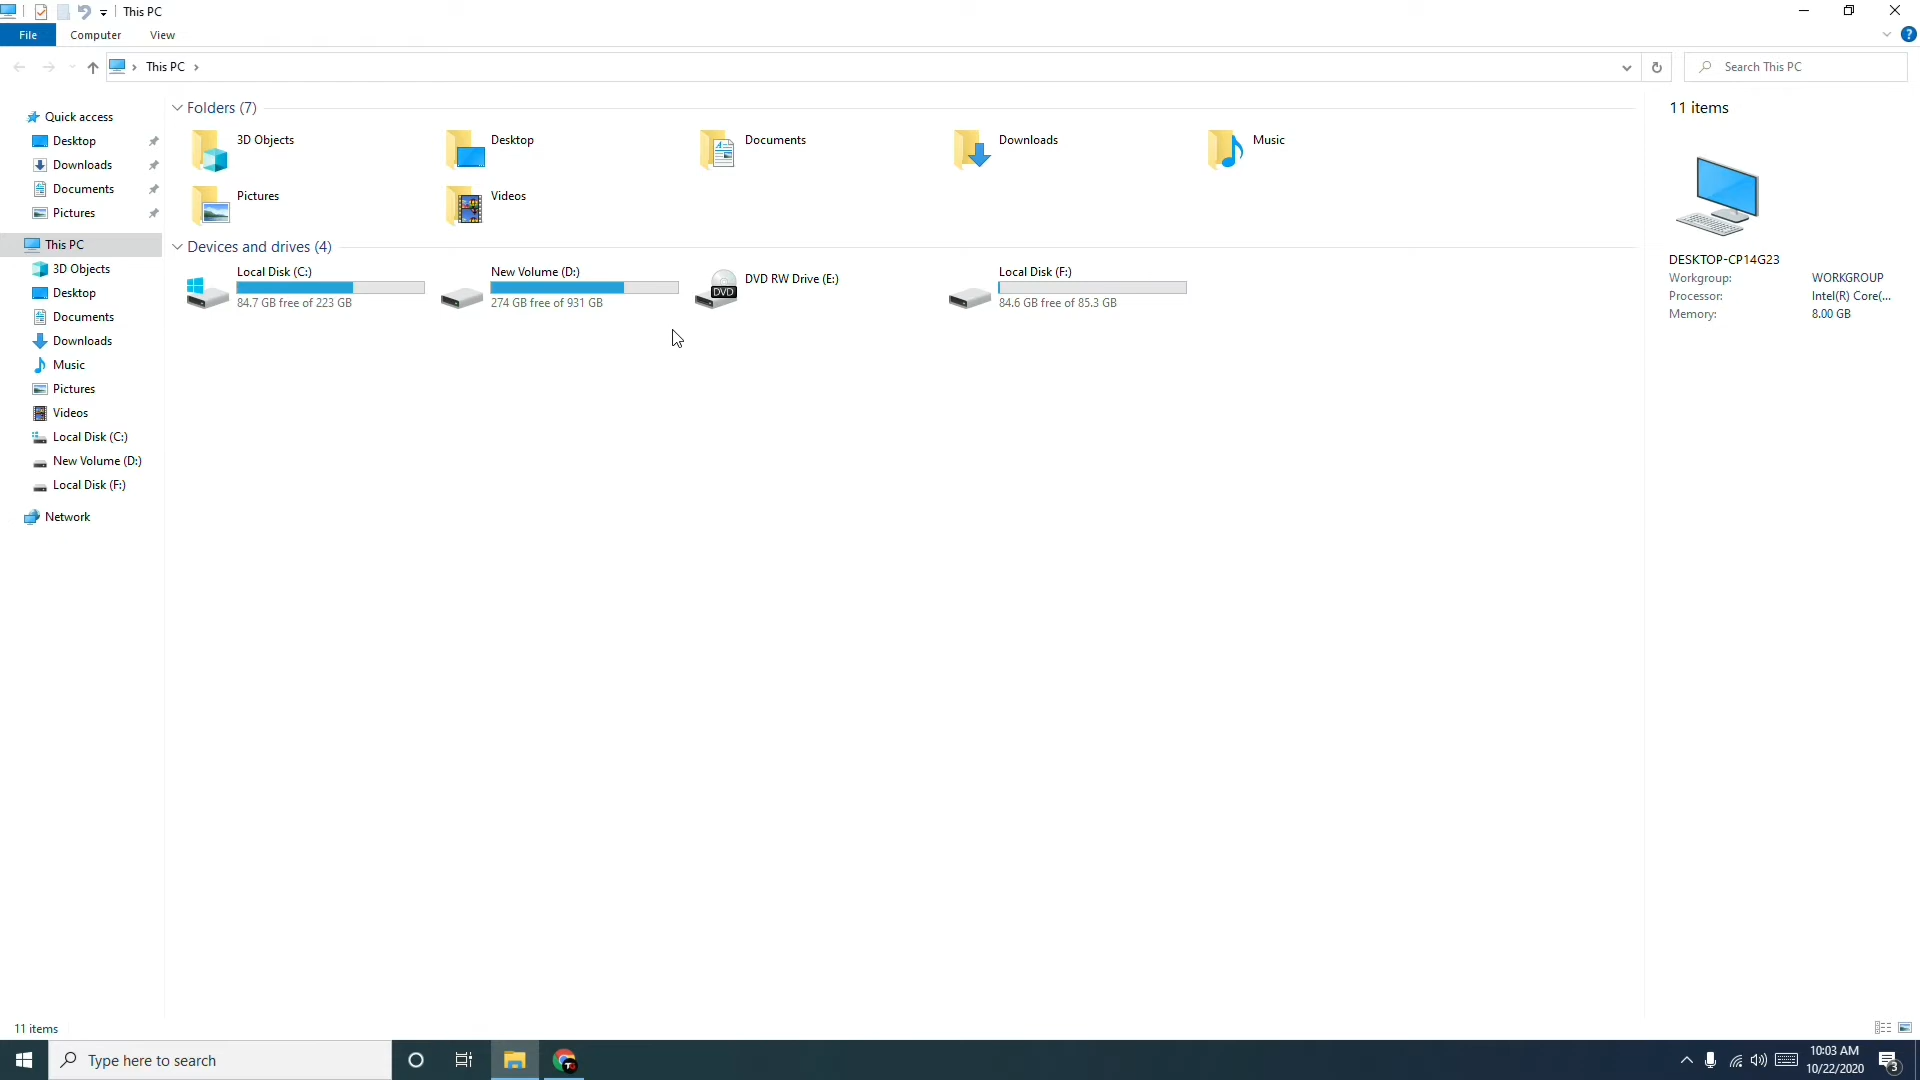 This PC
File Computer View ?
This PC
Search This PC
Quick access
Desktop
Downloads
Documents
Pictures
This PC
3D Objects
Desktop
Documents
Downloads
Music
Pictures
Videos
Local Disk (C:)
New Volume (D:)
Local Disk (F:)
Network
Folders (7)
3D Objects Desktop Documents Downloads Music
Pictures Videos
Devices and drives (4)
Local Disk (C:)
84.7 GB free of 223 GB
New Volume (D:)
274 GB free of 931 GB
DVD
DVD RW Drive (E:)
Local Disk (F:)
84.6 GB free of 85.3 GB
11 items
DESKTOP-CP14G23
Workgroup: WORKGROUP
Processor: Intel(R) Core(...
Memory: 8.00 GB
11 items
Type here to search
10:03 AM
10/22/2020
3